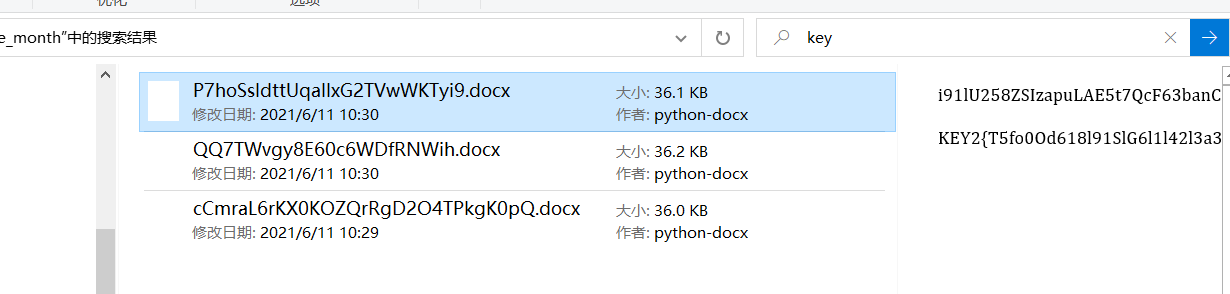 优化
选项
e_month”中的搜索结果
key
P7hoSsIdttUqaIlxG2TVwWKTyi9.docx
大小: 36.1 KB
修改日期: 2021/6/11 10:30
作者: python-docx
QQ7TWvgy8E60c6WDfRNWih.docx
大小: 36.2 KB
修改日期: 2021/6/11 10:30
作者: python-docx
cCmraL6rKX0KOZQrRgD2O4TPkgK0pQ.docx
大小: 36.0 KB
修改日期: 2021/6/11 10:29
作者: python-docx
i91lU258ZSIzapuLAE5t7QcF63banC
KEY2{T5fo0Od618l91SlG6l1l42l3a3